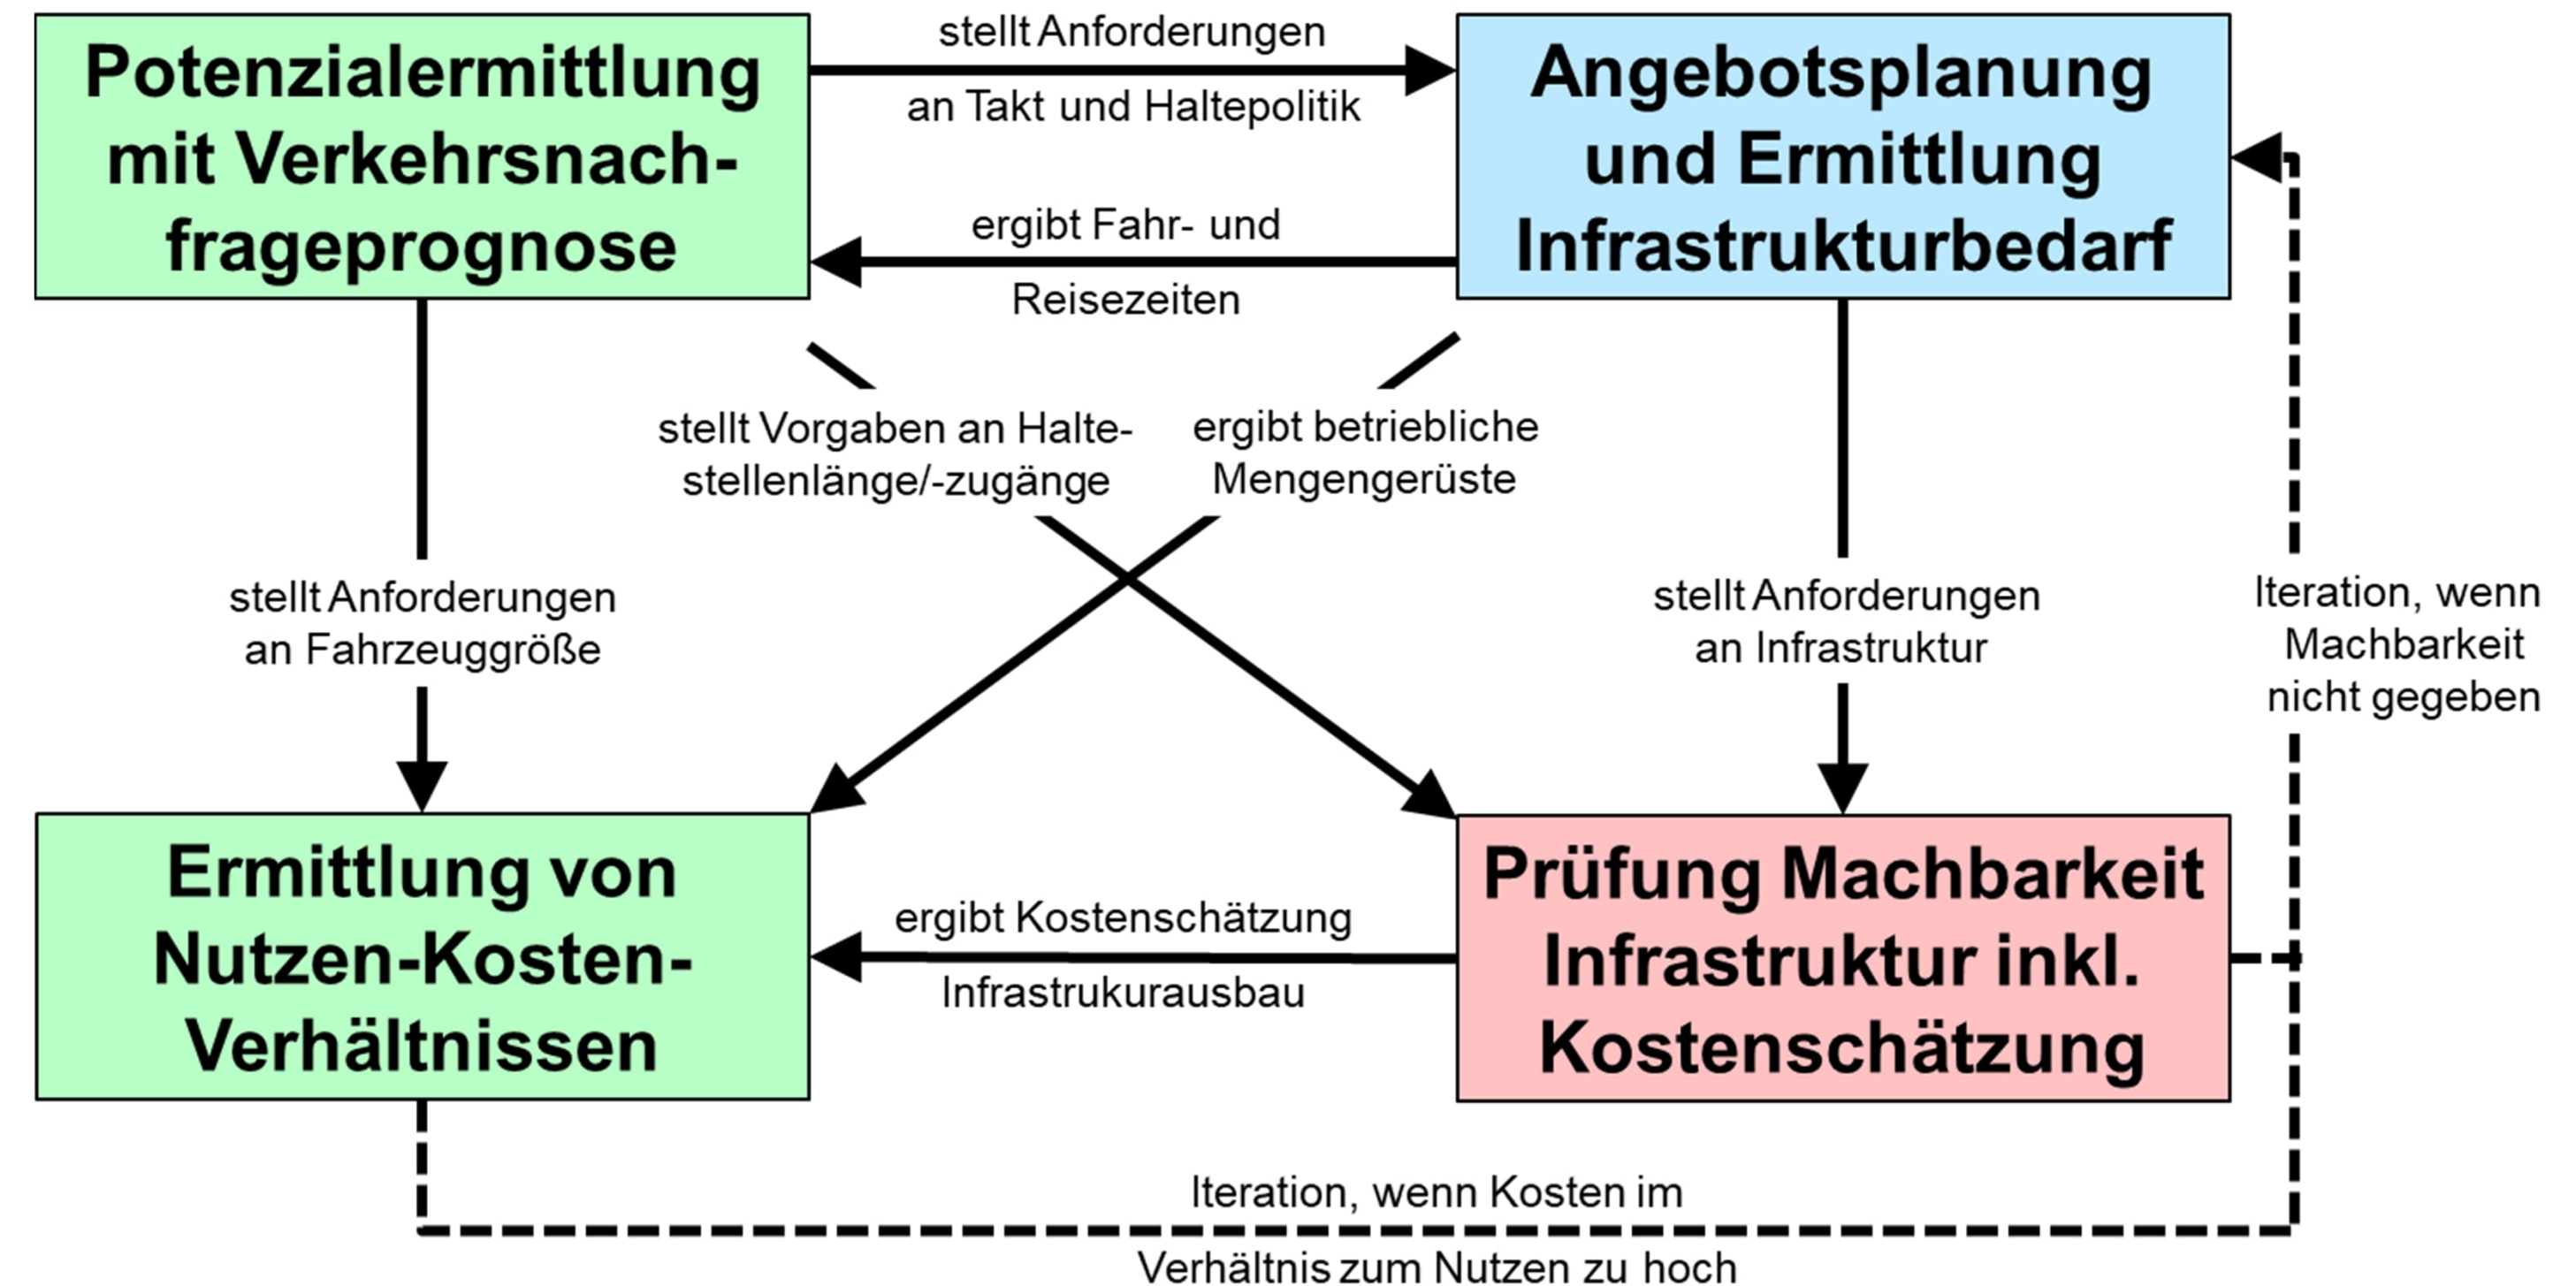 Potenzialermittlung
mit Verkehrsnach-
frageprognose
stellt Anforderungen
an Takt und Haltepolitik
ergibt Fahr- und
Reisezeiten
Angebotsplanung
und Ermittlung
Infrastrukturbedarf
stellt Vorgaben an Halte-
stellenlänge/-zugänge
ergibt betriebliche
Mengengerüste
stellt Anforderungen
an Fahrzeuggröße
stellt Anforderungen
an Infrastruktur
Iteration, wenn
Machbarkeit
nicht gegeben
Ermittlung von
Nutzen-Kosten-
Verhältnissen
ergibt Kostenschätzung
Infrastrukurausbau
Prüfung Machbarkeit
Infrastruktur inkl.
Kostenschätzung
Iteration, wenn Kosten im
Verhältnis zum Nutzen zu hoch